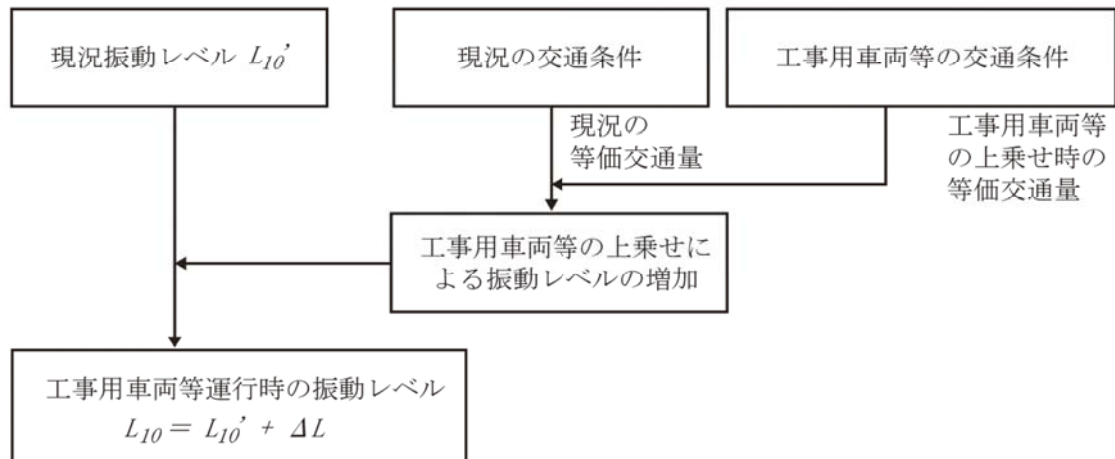 現況振動レベル L10’
現況の交通条件
工事用車両等の交通条件
現況の
等価交通量
工事用車両等
の上乗せ時の
等価交通量
工事用車両等の上乗せに
よる振動レベルの増加
工事用車両等運行時の振動レベル
L10 = L10’ + ΔL